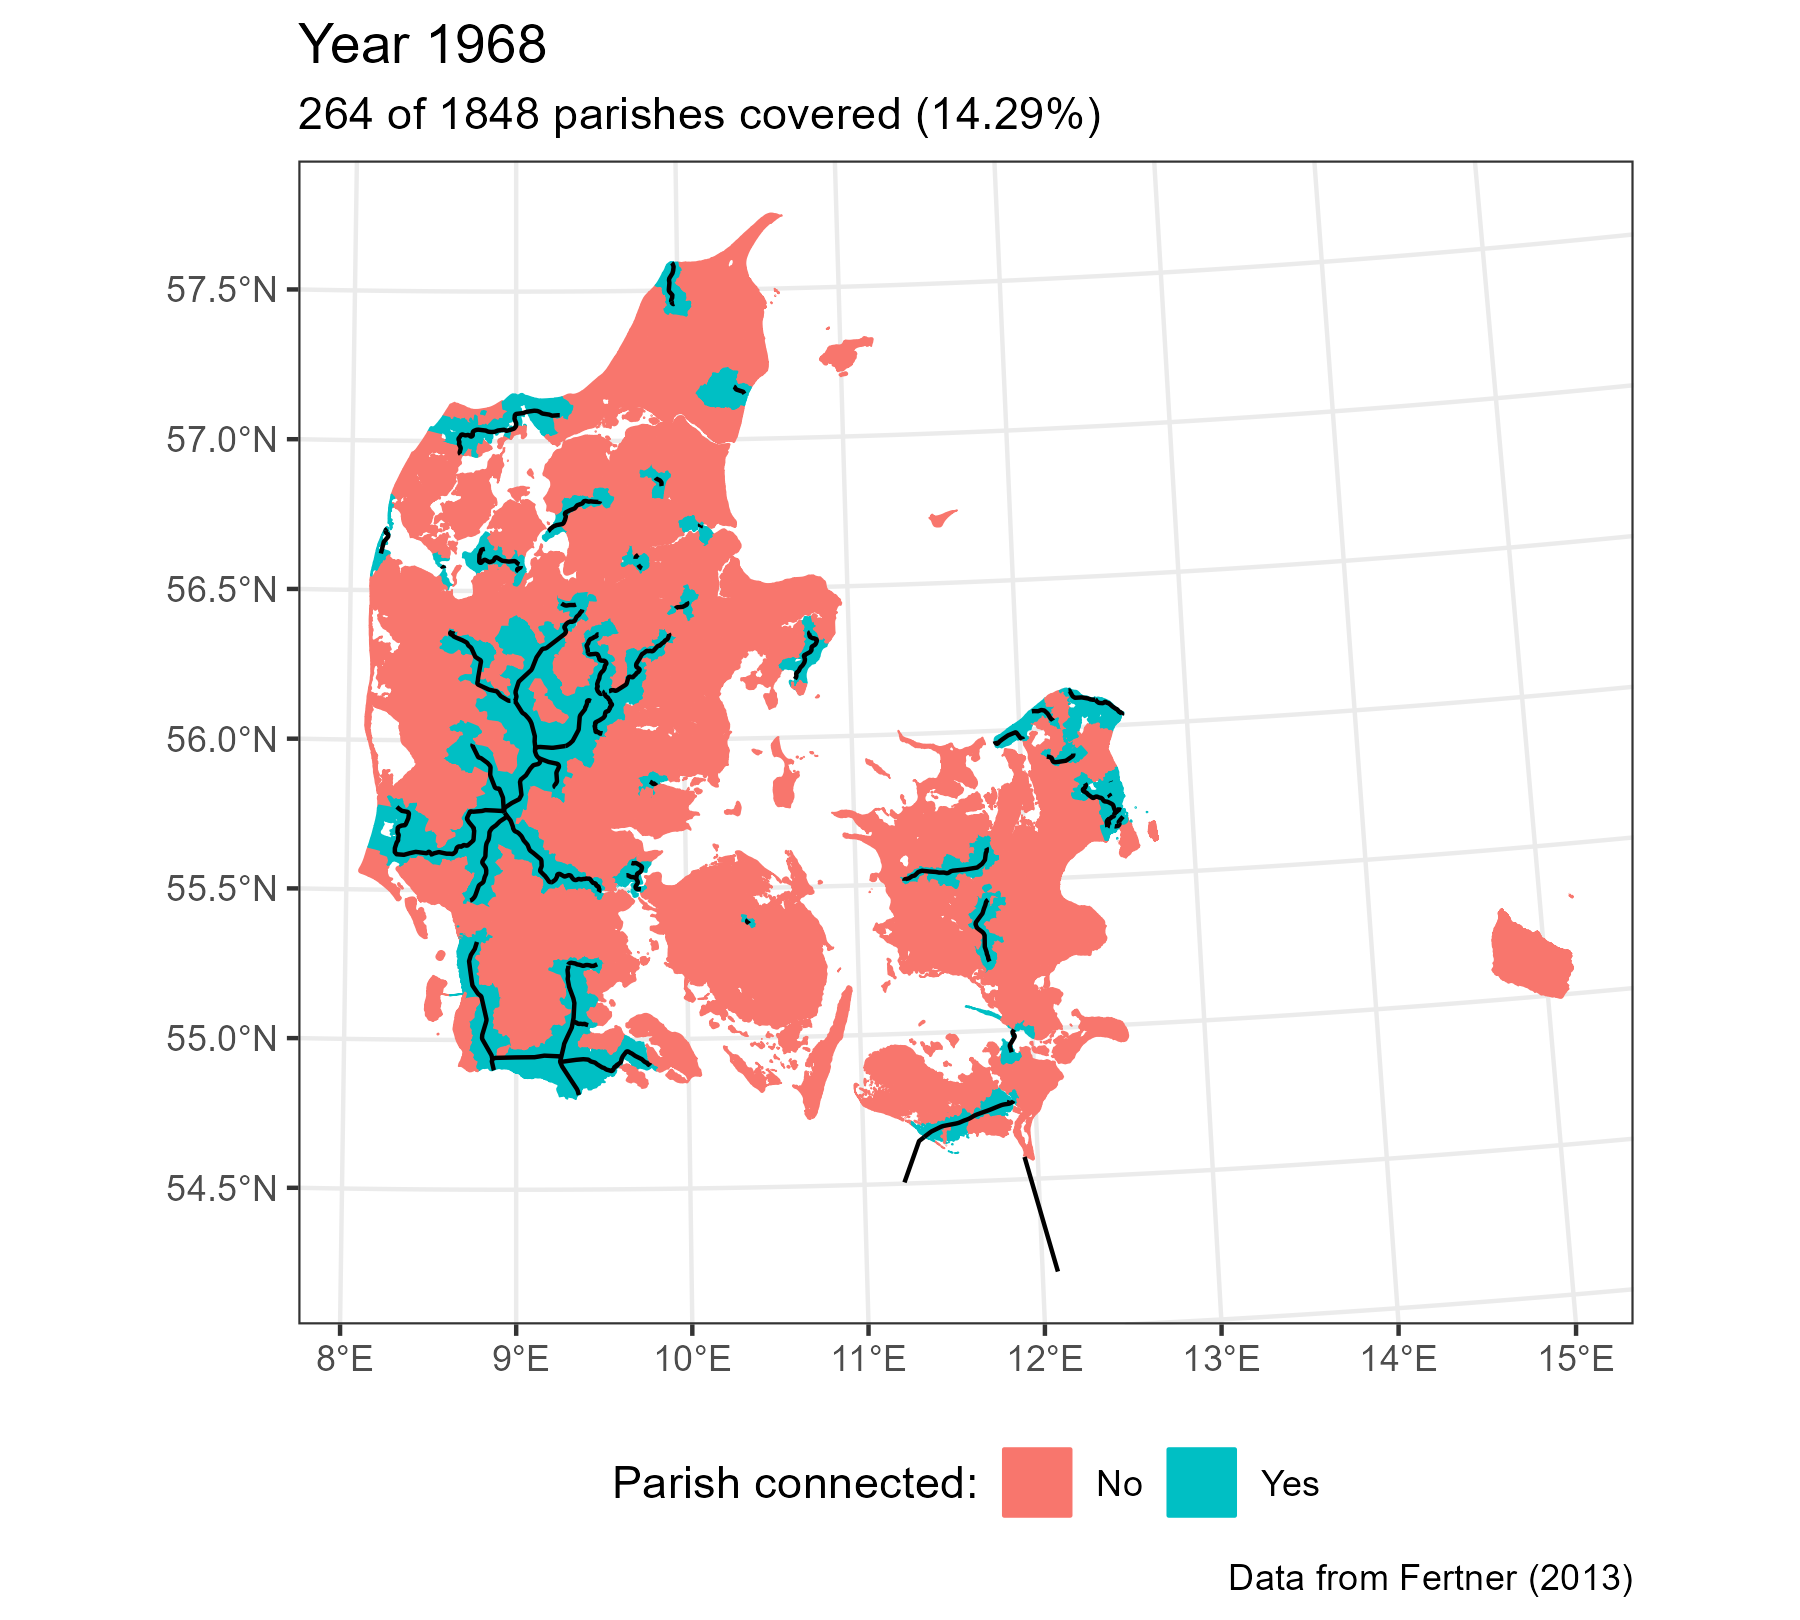 Year 1968
264 of 1848 parishes covered (14.29%)
57.5°N
57.0°N
56.5°N
56.0°N
55.5°N
55.0°N
54.5°N
8°E 9°E 10°E 11°E 12°E 13°E 14°E 15°E
Parish connected: No Yes
Data from Fertner (2013)